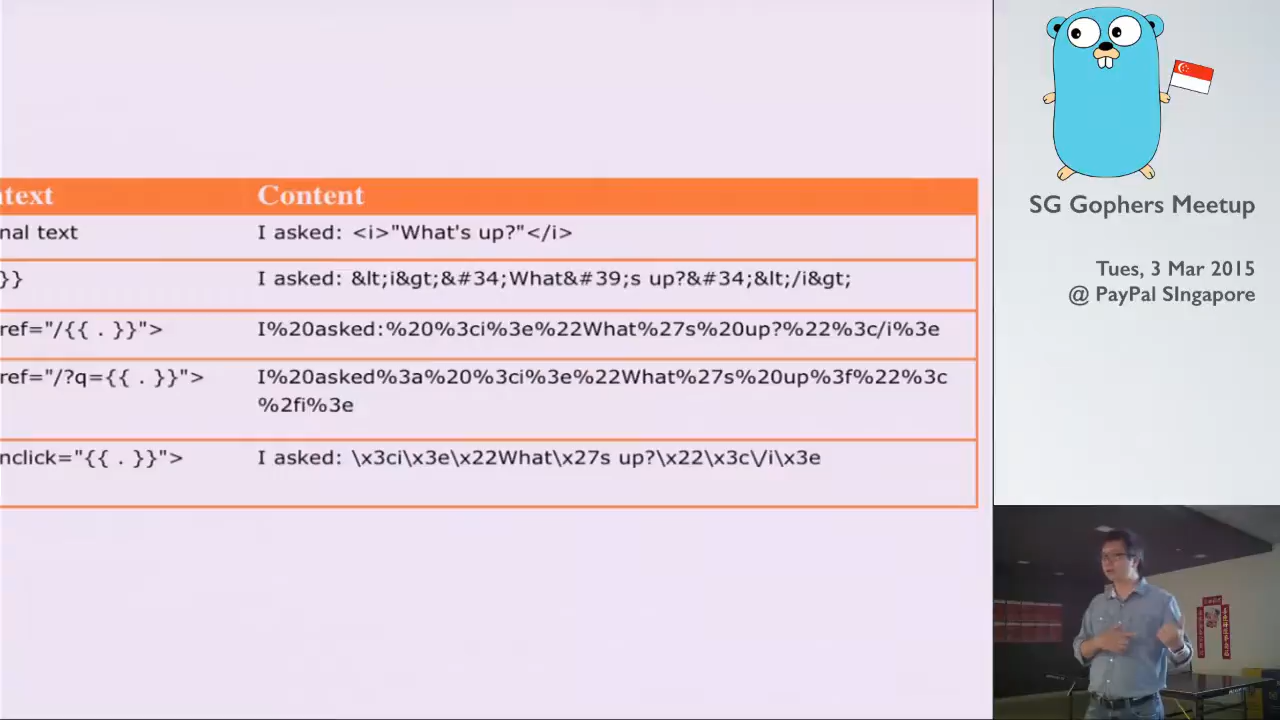 ntext Content
nal text I asked: <i>"What's up?"</i>
}} I asked: &lt;i&gt;&#34;What&#39;s up?&#34;&lt;/i&gt;
ref="/{{ . }}"> I%20asked:%20%3ci%3e%22What%27s%20up?%22%3c/i%3e
ref="/?q={{ . }}"> I%20asked%3a%20%3ci%3e%22What%27s%20up%3f%22%3c
%2fi%3e
nclick="{{ . }}"> I asked: \x3ci\x3e\x22What\x27s up?\x22\x3c\/i\x3e
SG Gophers Meetup
Tues, 3 Mar 2015
@ PayPal SIngapore